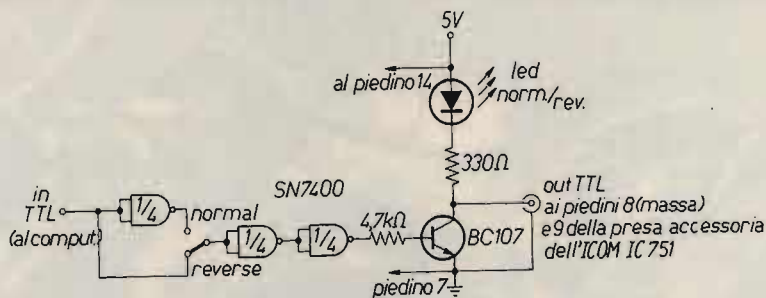 5V
al piedino 14
led
norm./rev.
330Ω
SN7400
in
TTL
(al comput.)
1/4
normal
reverse
1/4
1/4
4,7kΩ
BC107
out TTL
ai piedini 8 (massa)
e 9 della presa accessoria
dell'ICOM IC 751
piedino 7